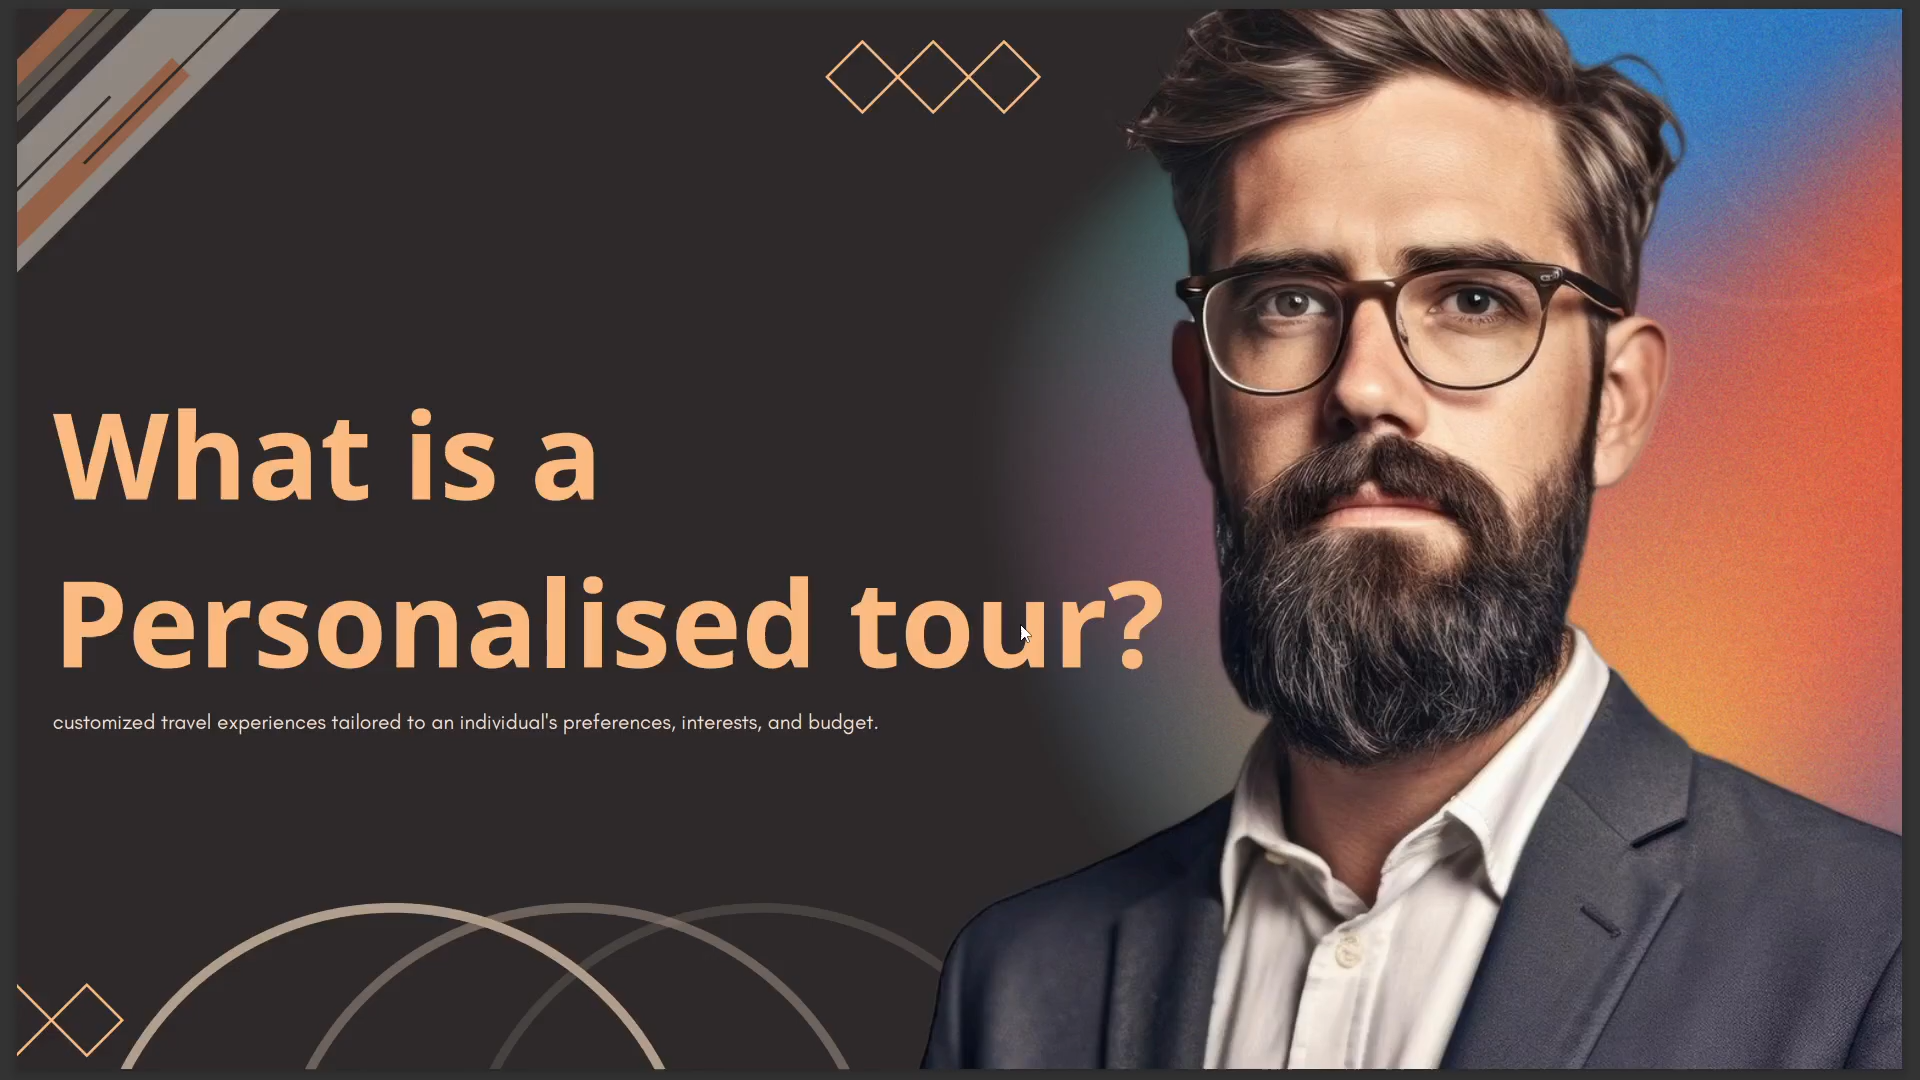 What is a
Personalised tour?
customized travel experiences tailored to an individual's preferences, interests, and budget.